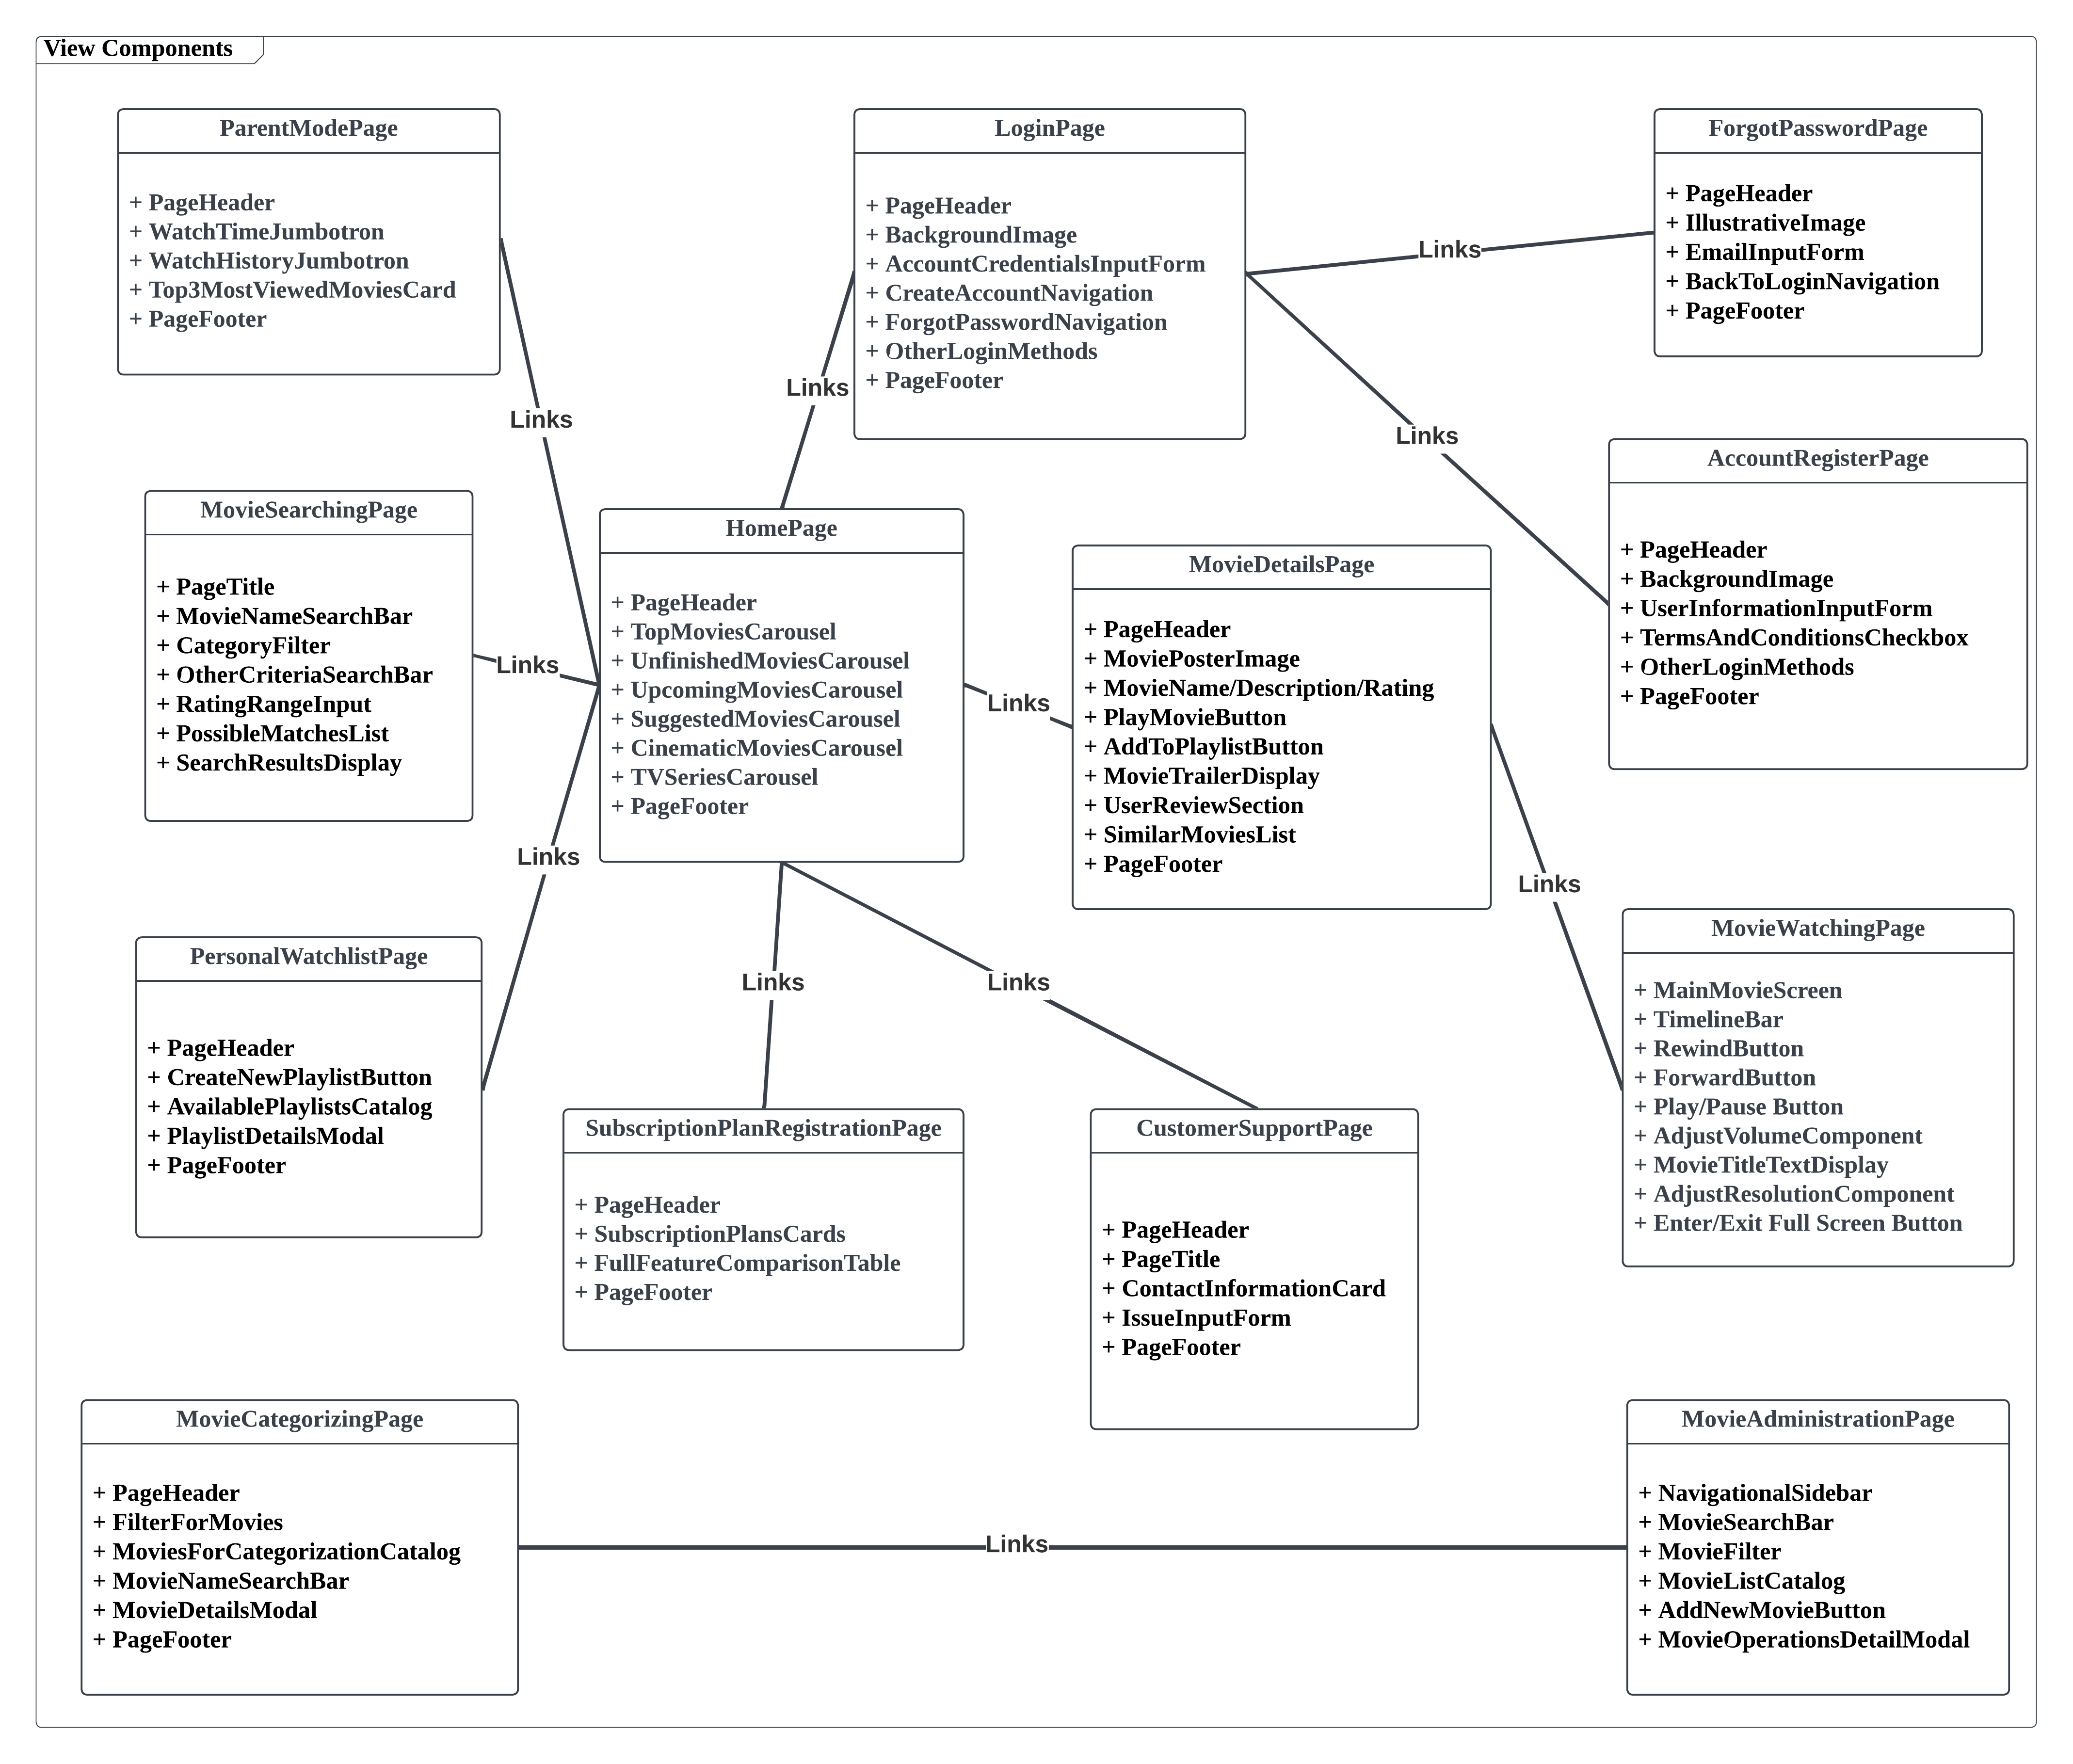 View Components
ParentModePage
+ PageHeader
+ WatchTimeJumbotron
+ WatchHistoryJumbotron
+ Top3MostViewedMoviesCard
+ PageFooter
LoginPage
+ PageHeader
+ BackgroundImage
+ AccountCredentialsInputForm
+ CreateAccountNavigation
+ ForgotPasswordNavigation
+ OtherLoginMethods
+ PageFooter
ForgotPasswordPage
+ PageHeader
+ IllustrativeImage
+ EmailInputForm
+ BackToLoginNavigation
+ PageFooter
Links
Links
Links
Links
AccountRegisterPage
+ PageHeader
+ BackgroundImage
+ UserInformationInputForm
+ TermsAndConditionsCheckbox
+ OtherLoginMethods
+ PageFooter
MovieSearchingPage
+ PageTitle
+ MovieNameSearchBar
+ CategoryFilter
+ OtherCriteriaSearchBar
+ RatingRangeInput
+ PossibleMatchesList
+ SearchResultsDisplay
Links
HomePage
+ PageHeader
+ TopMoviesCarousel
+ UnfinishedMoviesCarousel
+ UpcomingMoviesCarousel
+ SuggestedMoviesCarousel
+ CinematicMoviesCarousel
+ TVSeriesCarousel
+ PageFooter
Links
MovieDetailsPage
+ PageHeader
+ MoviePosterImage
+ MovieName/Description/Rating
+ PlayMovieButton
+ AddToPlaylistButton
+ MovieTrailerDisplay
+ UserReviewSection
+ SimilarMoviesList
+ PageFooter
Links
Links
PersonalWatchlistPage
+ PageHeader
+ CreateNewPlaylistButton
+ AvailablePlaylistsCatalog
+ PlaylistDetailsModal
+ PageFooter
Links
Links
MovieWatchingPage
+ MainMovieScreen
+ TimelineBar
+ RewindButton
+ ForwardButton
+ Play/Pause Button
+ AdjustVolumeComponent
+ MovieTitleTextDisplay
+ AdjustResolutionComponent
+ Enter/Exit Full Screen Button
SubscriptionPlanRegistrationPage
+ PageHeader
+ SubscriptionPlansCards
+ FullFeatureComparisonTable
+ PageFooter
CustomerSupportPage
+ PageHeader
+ PageTitle
+ ContactInformationCard
+ IssueInputForm
+ PageFooter
MovieCategorizingPage
+ PageHeader
+ FilterForMovies
+ MoviesForCategorizationCatalog
+ MovieNameSearchBar
+ MovieDetailsModal
+ PageFooter
Links
MovieAdministrationPage
+ NavigationalSidebar
+ MovieSearchBar
+ MovieFilter
+ MovieListCatalog
+ AddNewMovieButton
+ MovieOperationsDetailModal